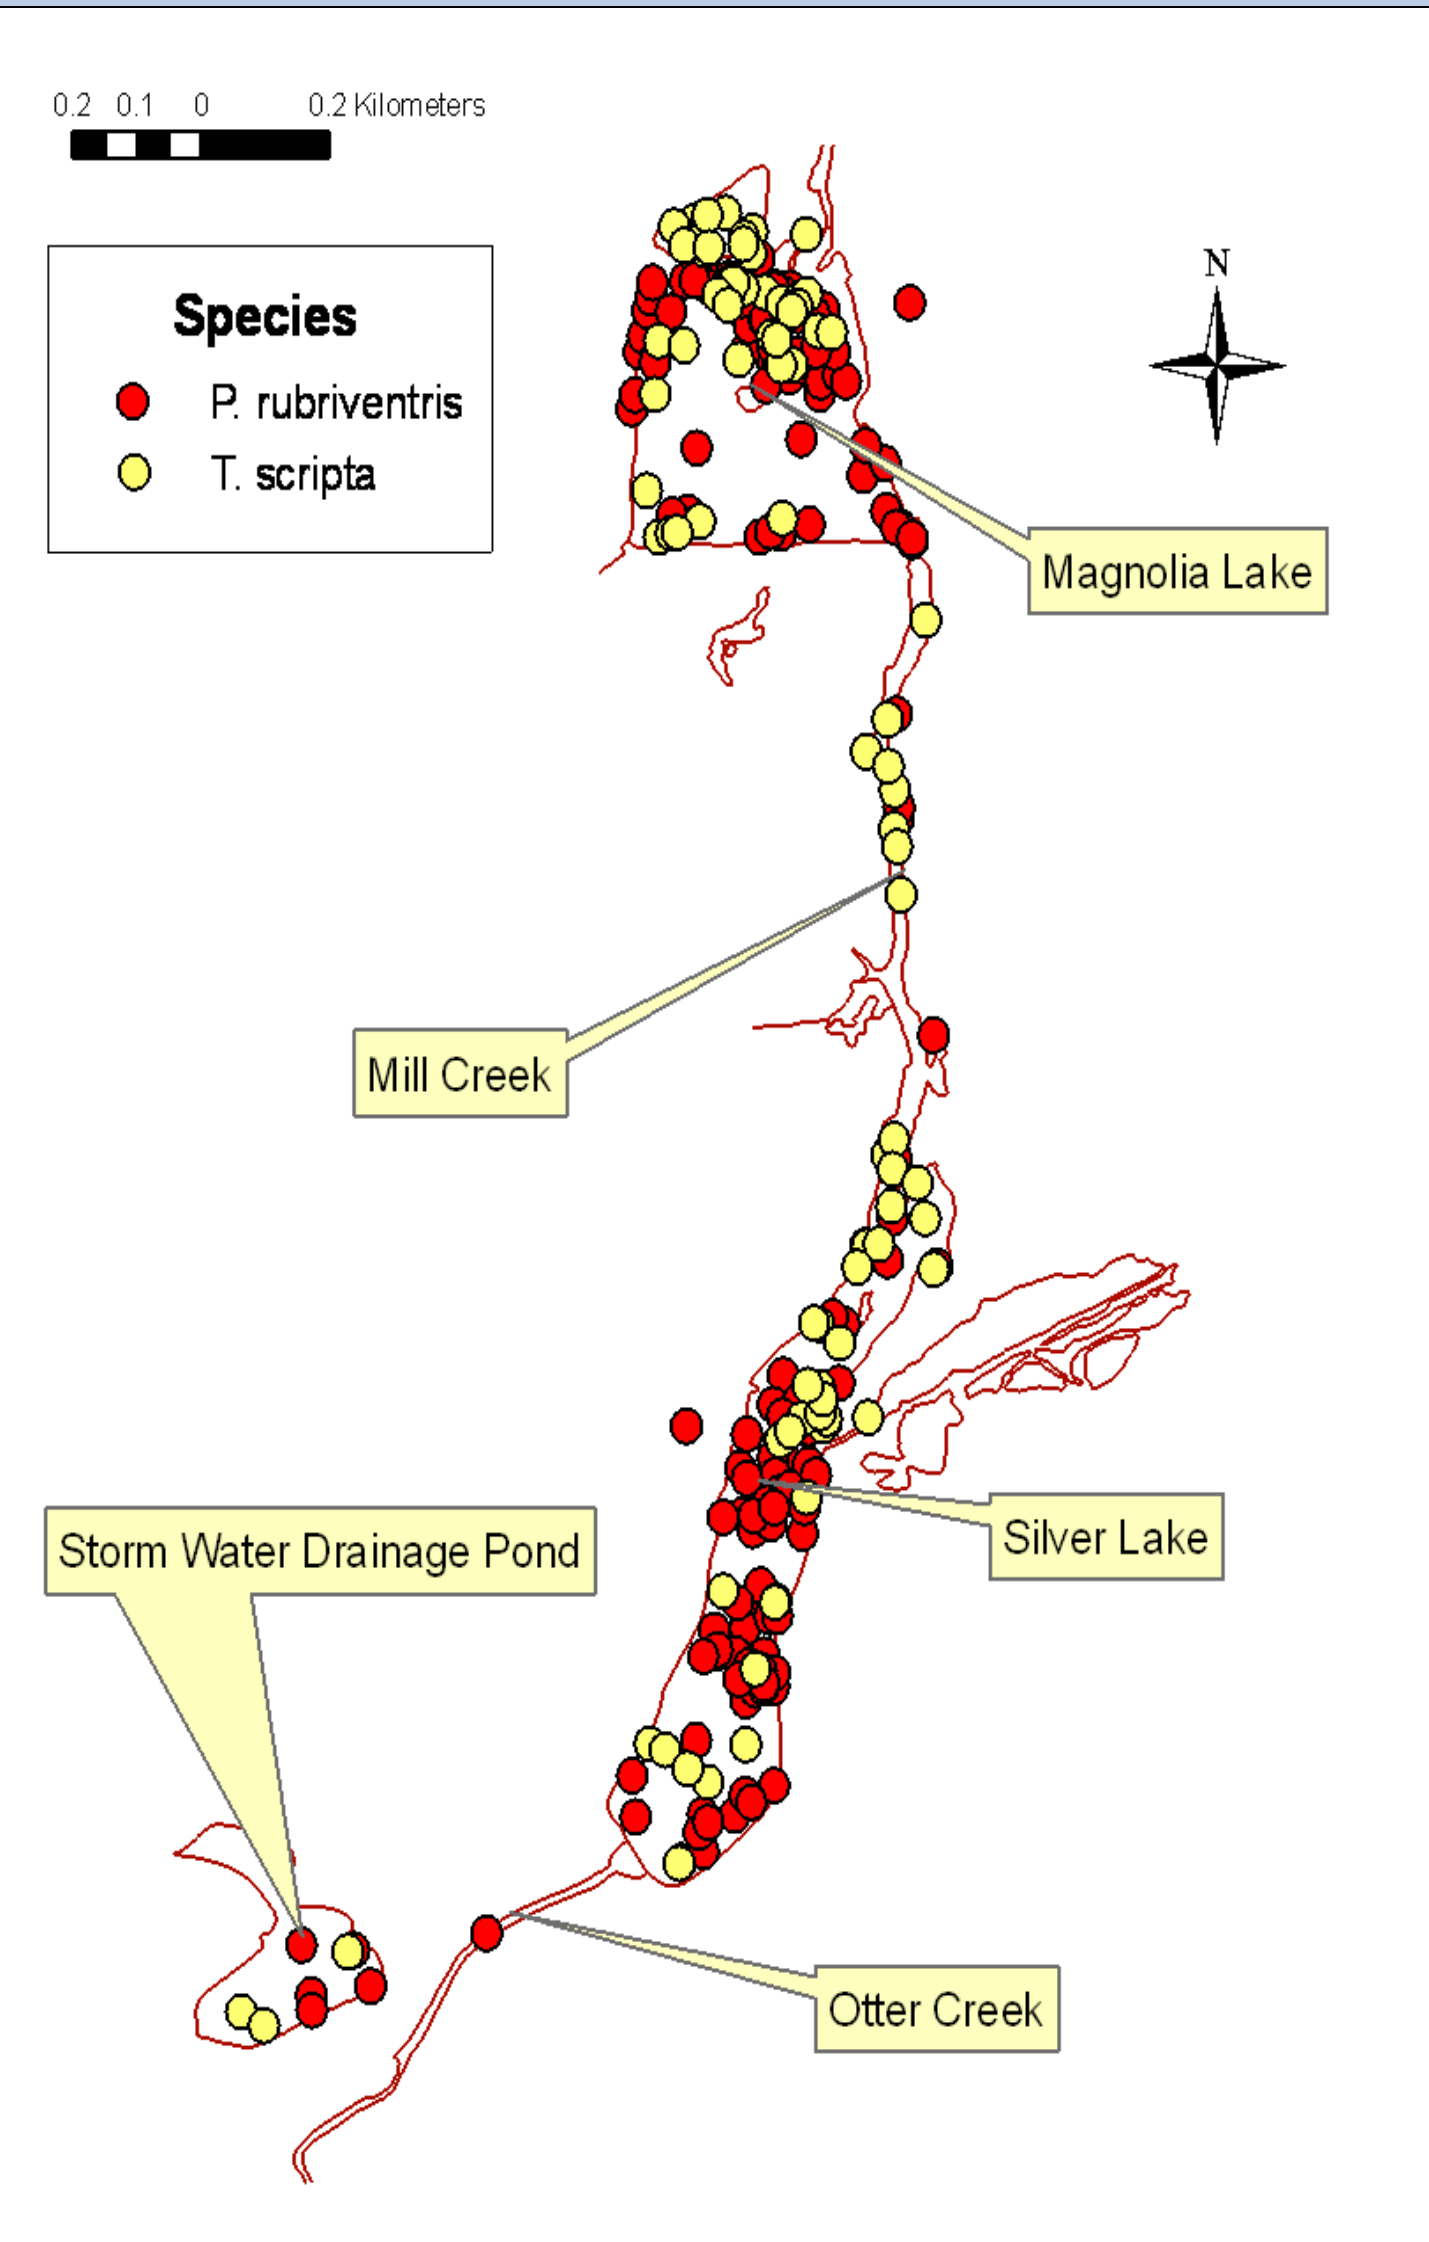 0.2 0.1 0 0.2 Kilometers
N
Species
P. rubriventris
T. scripta
Magnolia Lake
Mill Creek
Storm Water Drainage Pond
Silver Lake
Otter Creek